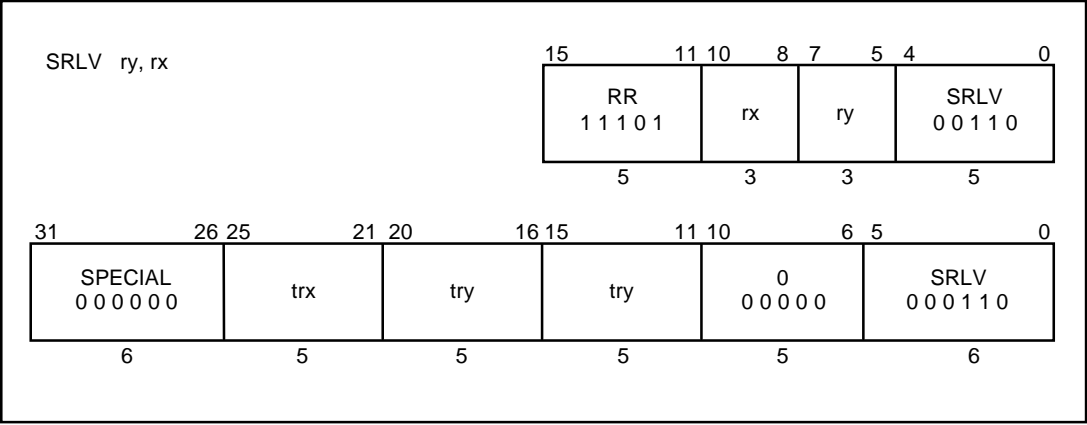 SRLV ry, rx
15 11 10 8 7 5 4 0
RR rx ry SRLV
1 1 1 0 1 0 0 1 1 0
5 3 3 5
31 26 25 21 20 16 15 11 10 6 5 0
SPECIAL trx try try 0 SRLV
0 0 0 0 0 0 0 0 0 0 0 0 0 0 1 1 0
6 5 5 5 5 6